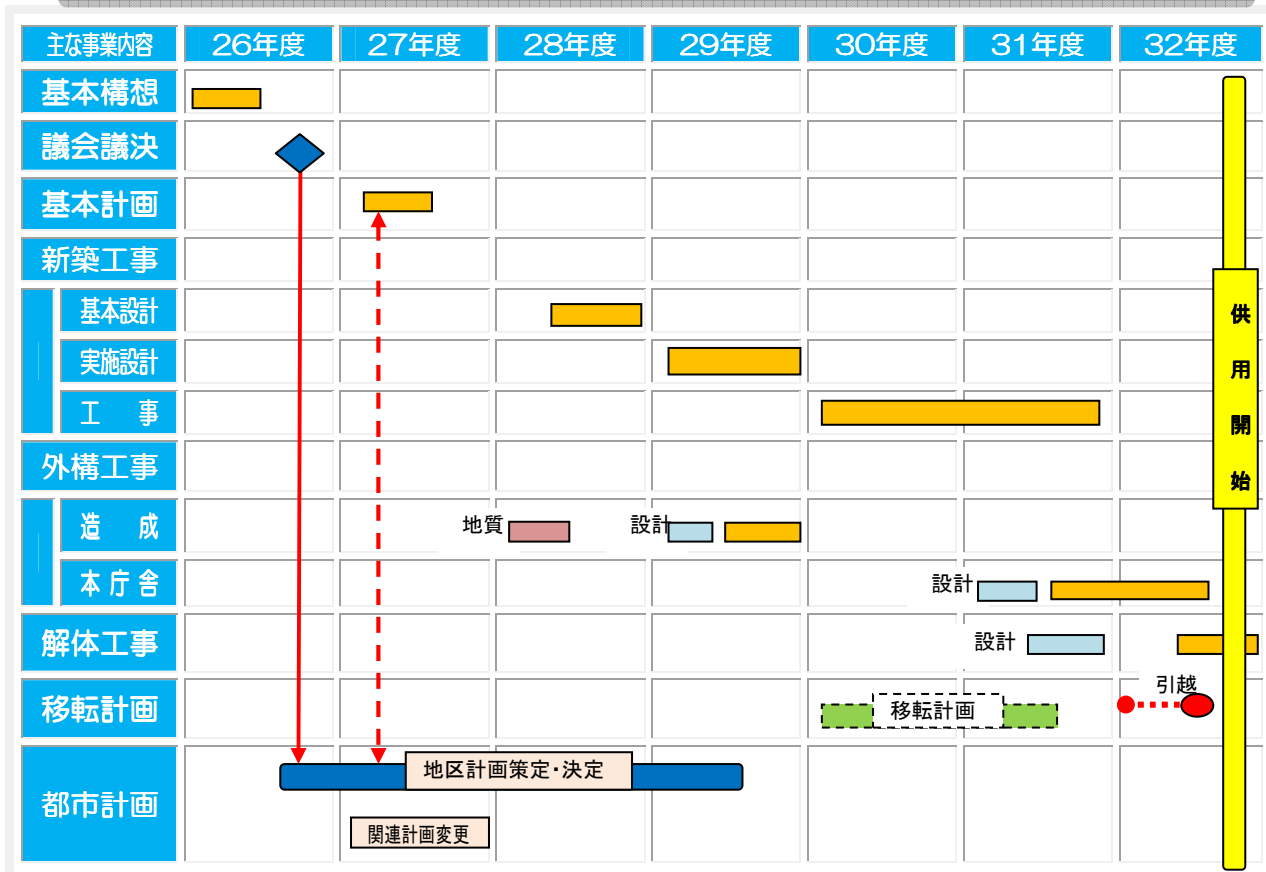 主な事業内容 26年度 27年度 28年度 29年度 30年度 31年度 32年度
基本構想
議会議決
基本計画
新築工事
基本設計
実施設計
工 事
外構工事
造 成 地質 設計
本庁舎 設計
解体工事 設計
移転計画 移転計画 引越
都市計画 地区計画策定・決定
関連計画変更
供用開始